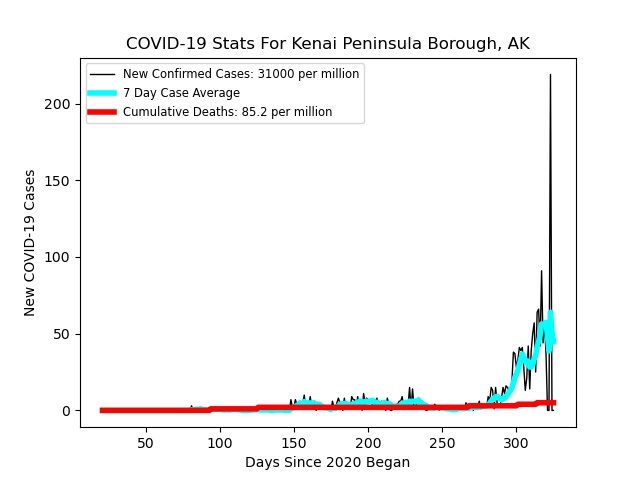 COVID-19 Stats For Kenai Peninsula Borough, AK
New Confirmed Cases: 31000 per million
7 Day Case Average
Cumulative Deaths: 85.2 per million
New COVID-19 Cases
200
150
100
50
0
50 100 150 200 250 300
Days Since 2020 Began